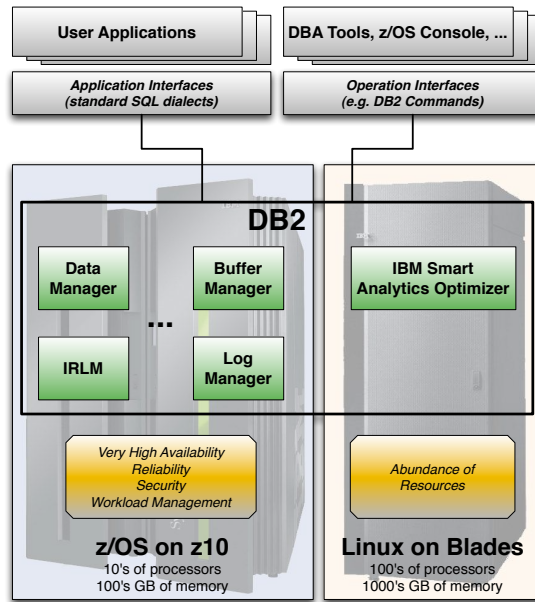 User Applications
DBA Tools, z/OS Console, ...
Application Interfaces
(standard SQL dialects)
Operation Interfaces
(e.g. DB2 Commands)
DB2
Data
Manager
Buffer
Manager
IBM Smart
Analytics Optimizer
...
IRLM
Log
Manager
Very High Availability
Reliability
Security
Workload Management
Abundance of
Resources
z/OS on z10
10's of processors
100's GB of memory
Linux on Blades
100's of processors
1000's GB of memory